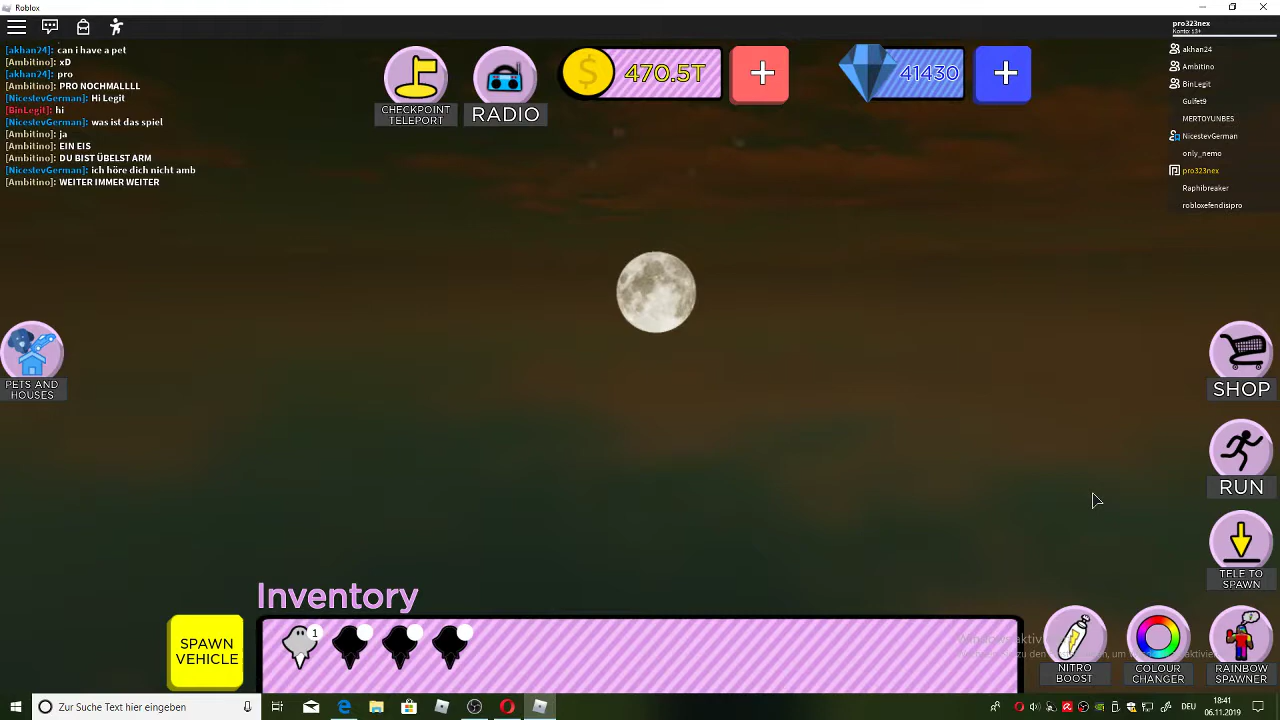 Roblox
pro323nex
Konto: 13+
[akhan24]: can i have a pet
[Ambitino]: xD
[akhan24]: pro
[Ambitino]: PRO NOCHMALLLL
[NicestevGerman]: Hi Legit
[BinLegit]: hi
[NicestevGerman]: was ist das spiel
[Ambitino]: ja
[Ambitino]: EIN EIS
[Ambitino]: DU BIST ÜBELST ARM
[NicestevGerman]: ich höre dich nicht amb
[Ambitino]: WEITER IMMER WEITER
CHECKPOINT
TELEPORT
RADIO
$ 470.5T +
41430 +
akhan24
Ambitino
BinLegit
Gulfet9
MERTOYUNBES
NicestevGerman
only_nemo
pro323nex
Raphibreaker
robloxefendisipro
PETS AND
HOUSES
SHOP
RUN
TELE TO
SPAWN
Inventory
SPAWN
VEHICLE
1
NITRO
BOOST
COLOUR
CHANGER
RAINBOW
SPAWNER
Zur Suche Text hier eingeben
DEU
18:41
06.11.2019